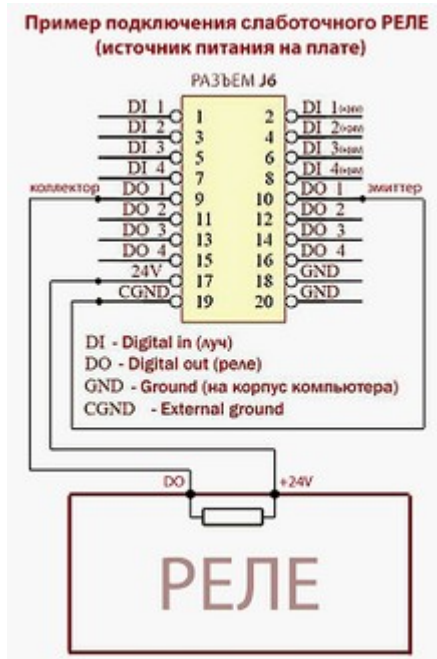 Пример подключения слаботочного РЕЛЕ
(источник питания на плате)
РАЗЪЕМ J6
DI 1 1 2 DI 1
DI 2 3 4 DI 2
DI 3 5 6 DI 3
DI 4 7 8 DI 4
коллектор DO 1 9 10 DO 1 эмиттер
DO 2 11 12 DO 2
DO 3 13 14 DO 3
DO 4 15 16 DO 4
24V 17 18 GND
CGND 19 20 GND
DI - Digital in (луч)
DO - Digital out (реле)
GND - Ground (на корпус компьютера)
CGND - External ground
DO +24V
РЕЛЕ